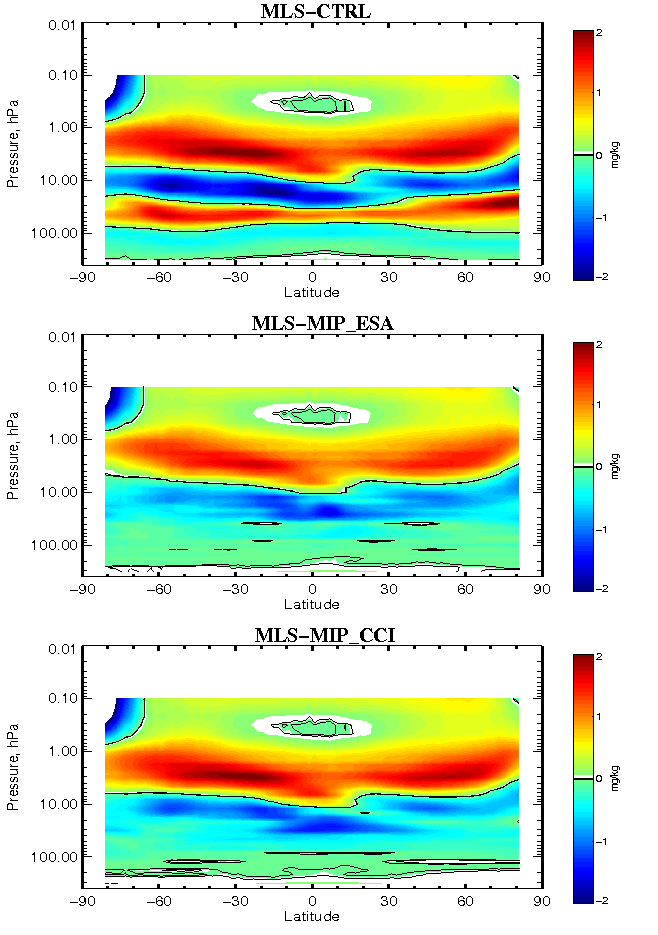 MLS−CTRL
0.01
0.10
1.00
10.00
100.00
Pressure, hPa
−90 −60 −30 0 30 60 90
Latitude
2
1
0
−1
−2
mg/kg
MLS−MIP_ESA
0.01
0.10
1.00
10.00
100.00
Pressure, hPa
−90 −60 −30 0 30 60 90
Latitude
2
1
0
−1
−2
mg/kg
MLS−MIP_CCI
0.01
0.10
1.00
10.00
100.00
Pressure, hPa
−90 −60 −30 0 30 60 90
Latitude
2
1
0
−1
−2
mg/kg